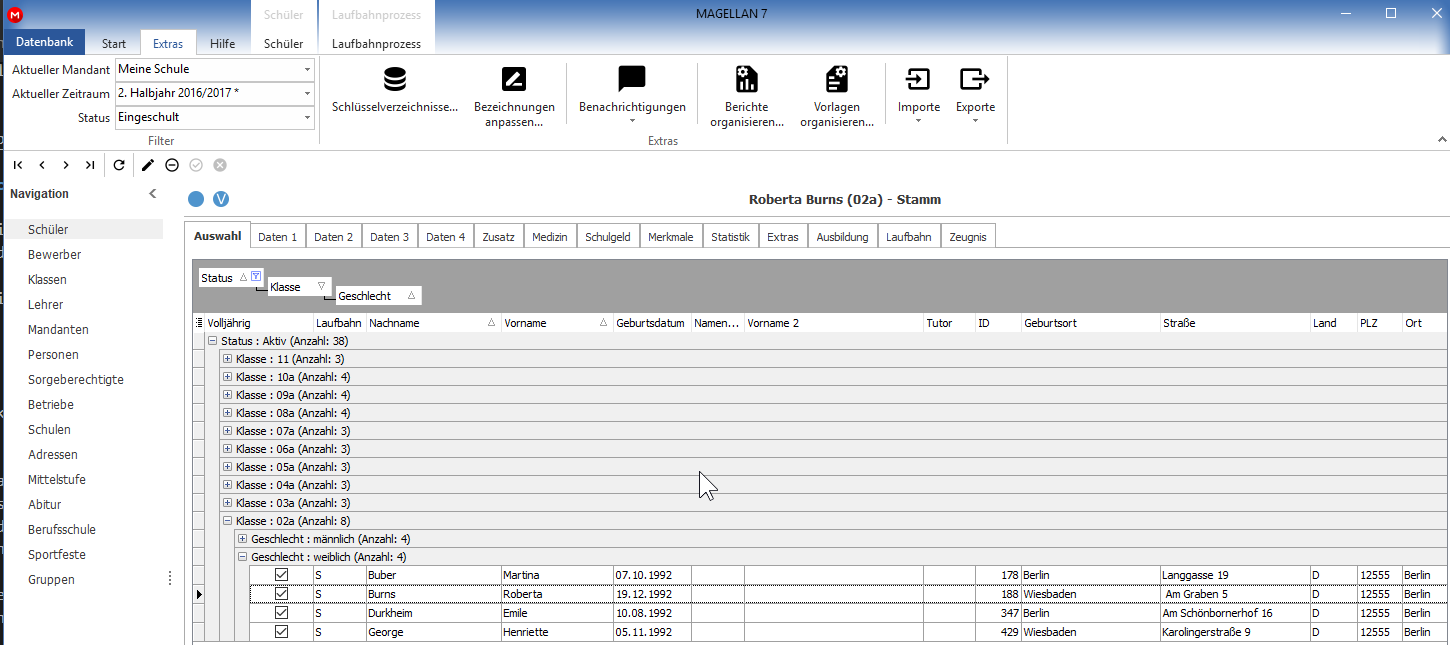 M Schüler Laufbahnprozess MAGELLAN 7
Datenbank Start Extras Hilfe Schüler Laufbahnprozess
Aktueller Mandant Meine Schule
Aktueller Zeitraum 2. Halbjahr 2016/2017 *
Status Eingeschult
Filter
Schlüsselverzeichnisse...
Bezeichnungen
anpassen...
Benachrichtigungen
Berichte
organisieren...
Vorlagen
organisieren...
Importe
Exporte
Extras
Navigation
Schüler
Bewerber
Klassen
Lehrer
Mandanten
Personen
Sorgeberechtigte
Betriebe
Schulen
Adressen
Mittelstufe
Abitur
Berufsschule
Sportfeste
Gruppen
V
Roberta Burns (02a) - Stamm
Auswahl Daten 1 Daten 2 Daten 3 Daten 4 Zusatz Medizin Schulgeld Merkmale Statistik Extras Ausbildung Laufbahn Zeugnis
Status
Klasse
Geschlecht
Volljährig Laufbahn Nachname Vorname Geburtsdatum Namen... Vorname 2 Tutor ID Geburtsort Straße Land PLZ Ort
Status : Aktiv (Anzahl: 38)
Klasse : 11 (Anzahl: 3)
Klasse : 10a (Anzahl: 4)
Klasse : 09a (Anzahl: 4)
Klasse : 08a (Anzahl: 4)
Klasse : 07a (Anzahl: 3)
Klasse : 06a (Anzahl: 3)
Klasse : 05a (Anzahl: 3)
Klasse : 04a (Anzahl: 3)
Klasse : 03a (Anzahl: 3)
Klasse : 02a (Anzahl: 8)
Geschlecht : männlich (Anzahl: 4)
Geschlecht : weiblich (Anzahl: 4)
S Buber Martina 07.10.1992 178 Berlin Langgasse 19 D 12555 Berlin
S Burns Roberta 19.12.1992 188 Wiesbaden Am Graben 5 D 12555 Berlin
S Durkheim Emile 10.08.1992 347 Berlin Am Schönbornerhof 16 D 12555 Berlin
S George Henriette 05.11.1992 429 Wiesbaden Karolingerstraße 9 D 12555 Berlin